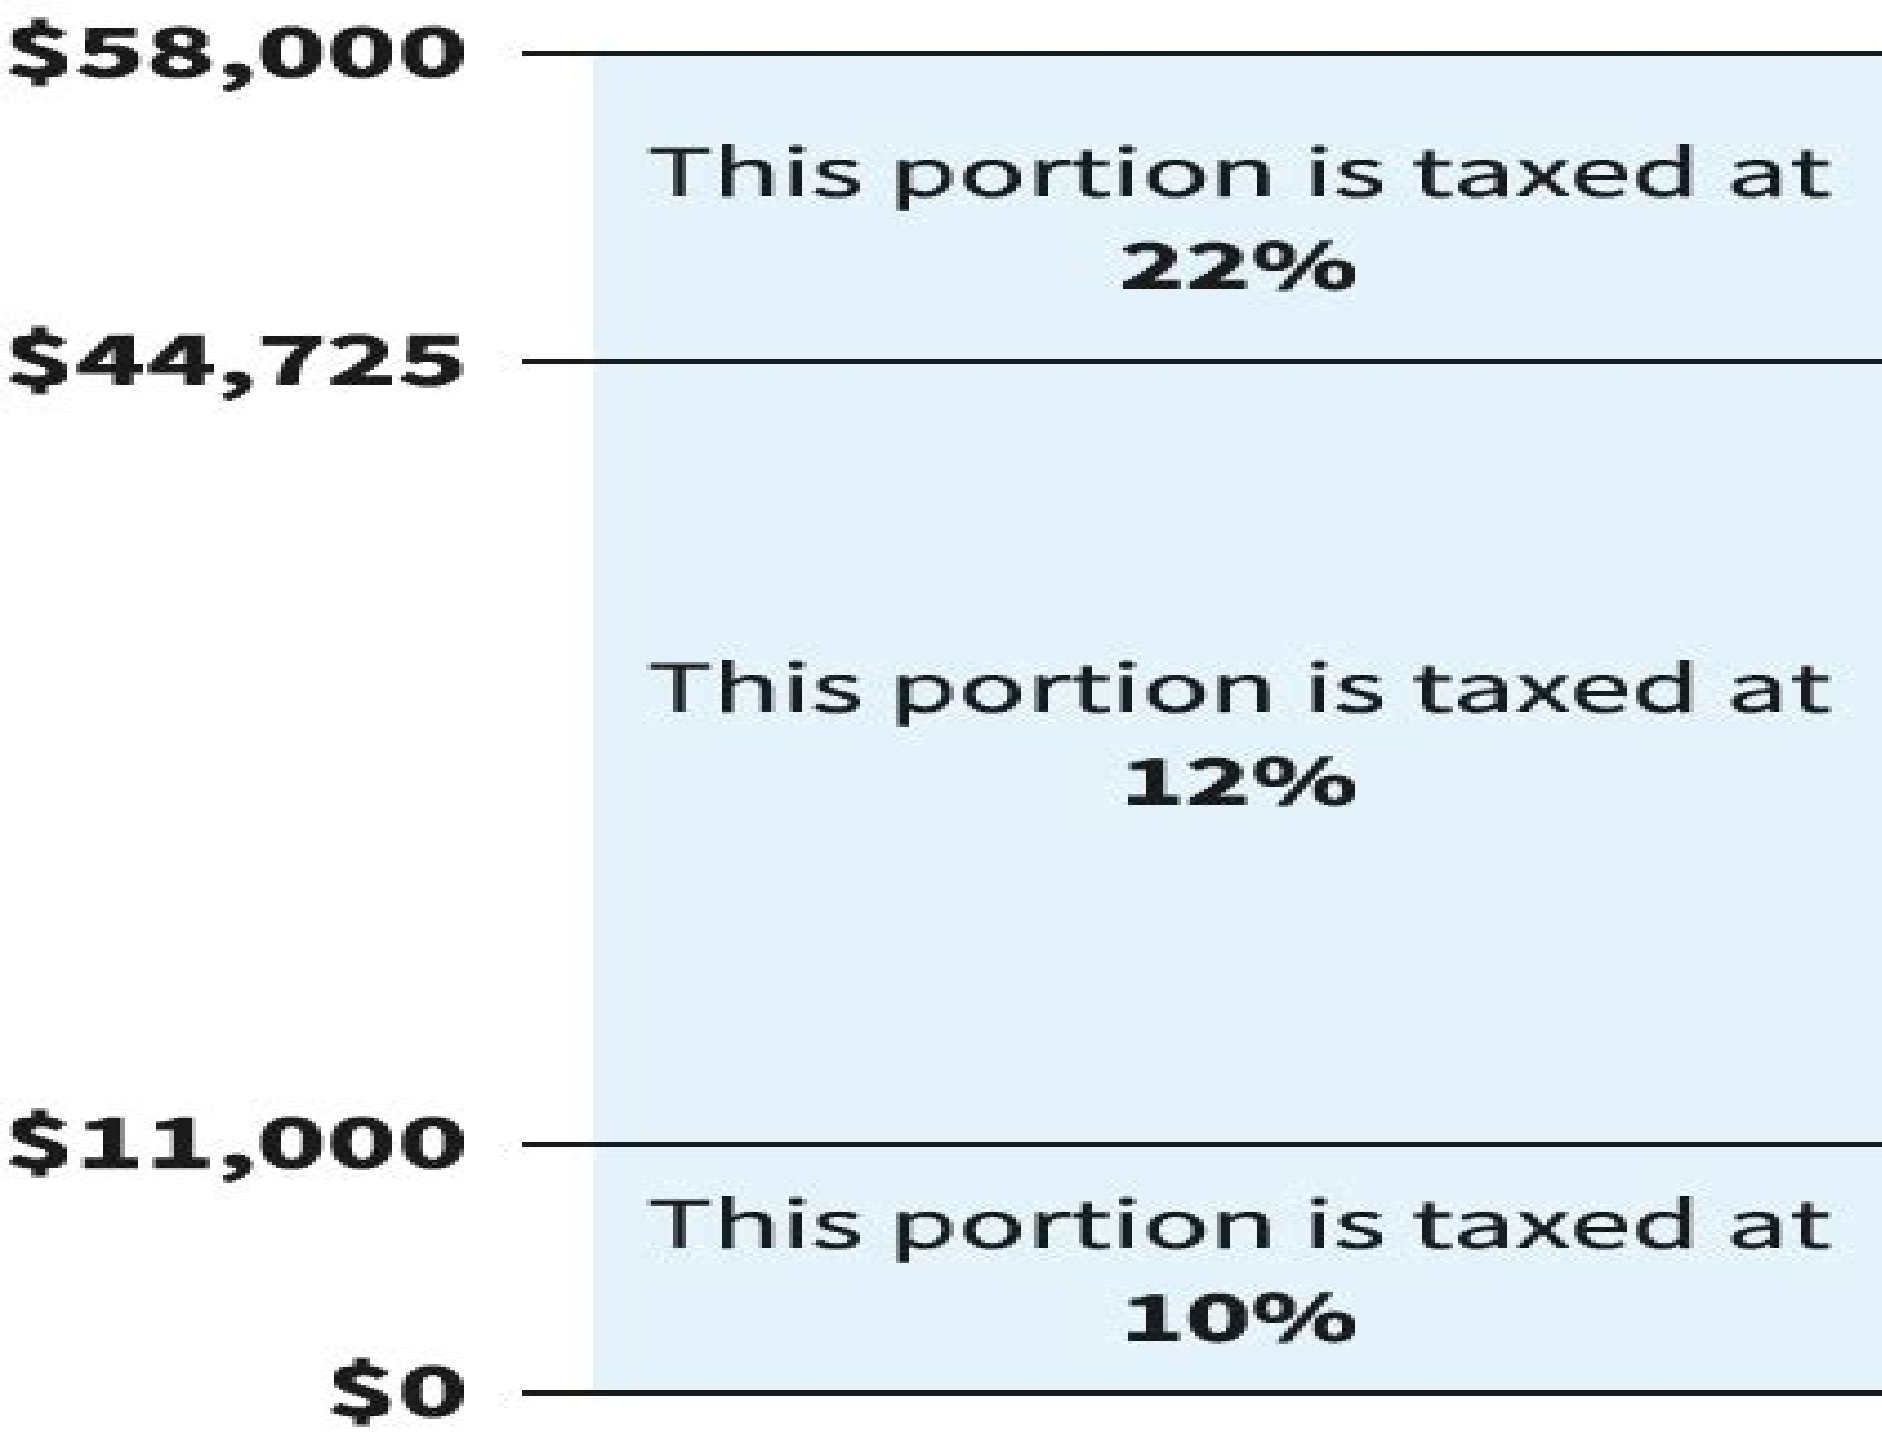 $58,000
This portion is taxed at
22%
$44,725
This portion is taxed at
12%
$11,000
This portion is taxed at
10%
$0